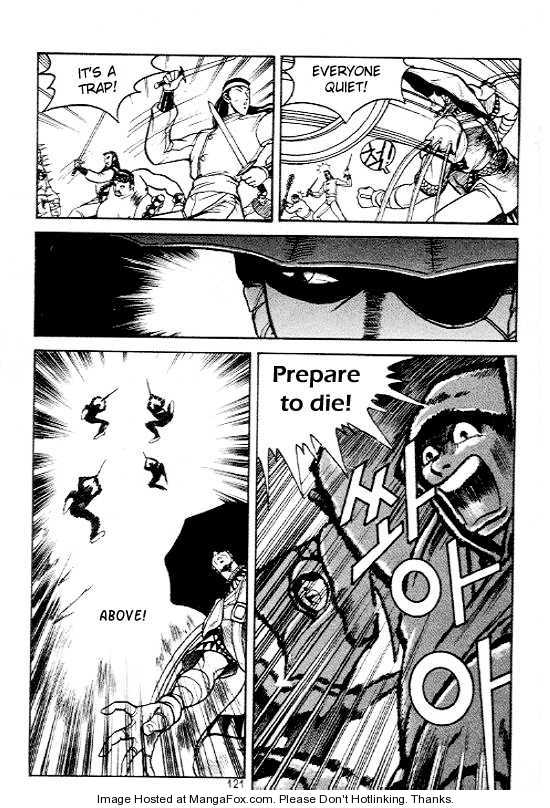 IT'S A
TRAP!
EVERYONE
QUIET!
Prepare
to die!
ABOVE!
쏴
아
아
121
Image Hosted at MangaFox.com. Please Don't Hotlinking. Thanks.